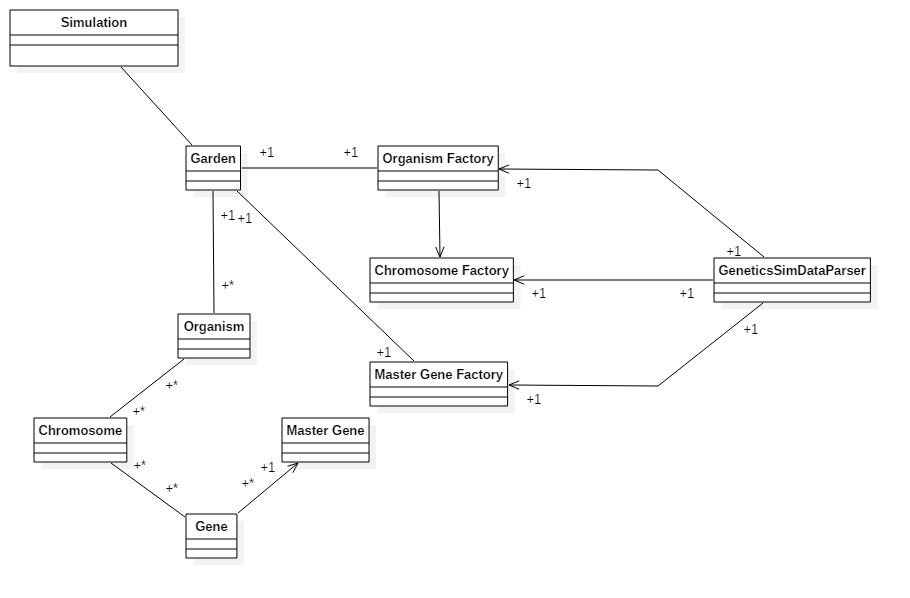 Simulation
Garden
+1
+1
Organism Factory
+1
+1
+1
+1
Chromosome Factory
+1
+1
GeneticsSimDataParser
+*
Organism
+1
+1
Master Gene Factory
+*
+1
+*
Chromosome
Master Gene
+*
+1
+*
+*
Gene